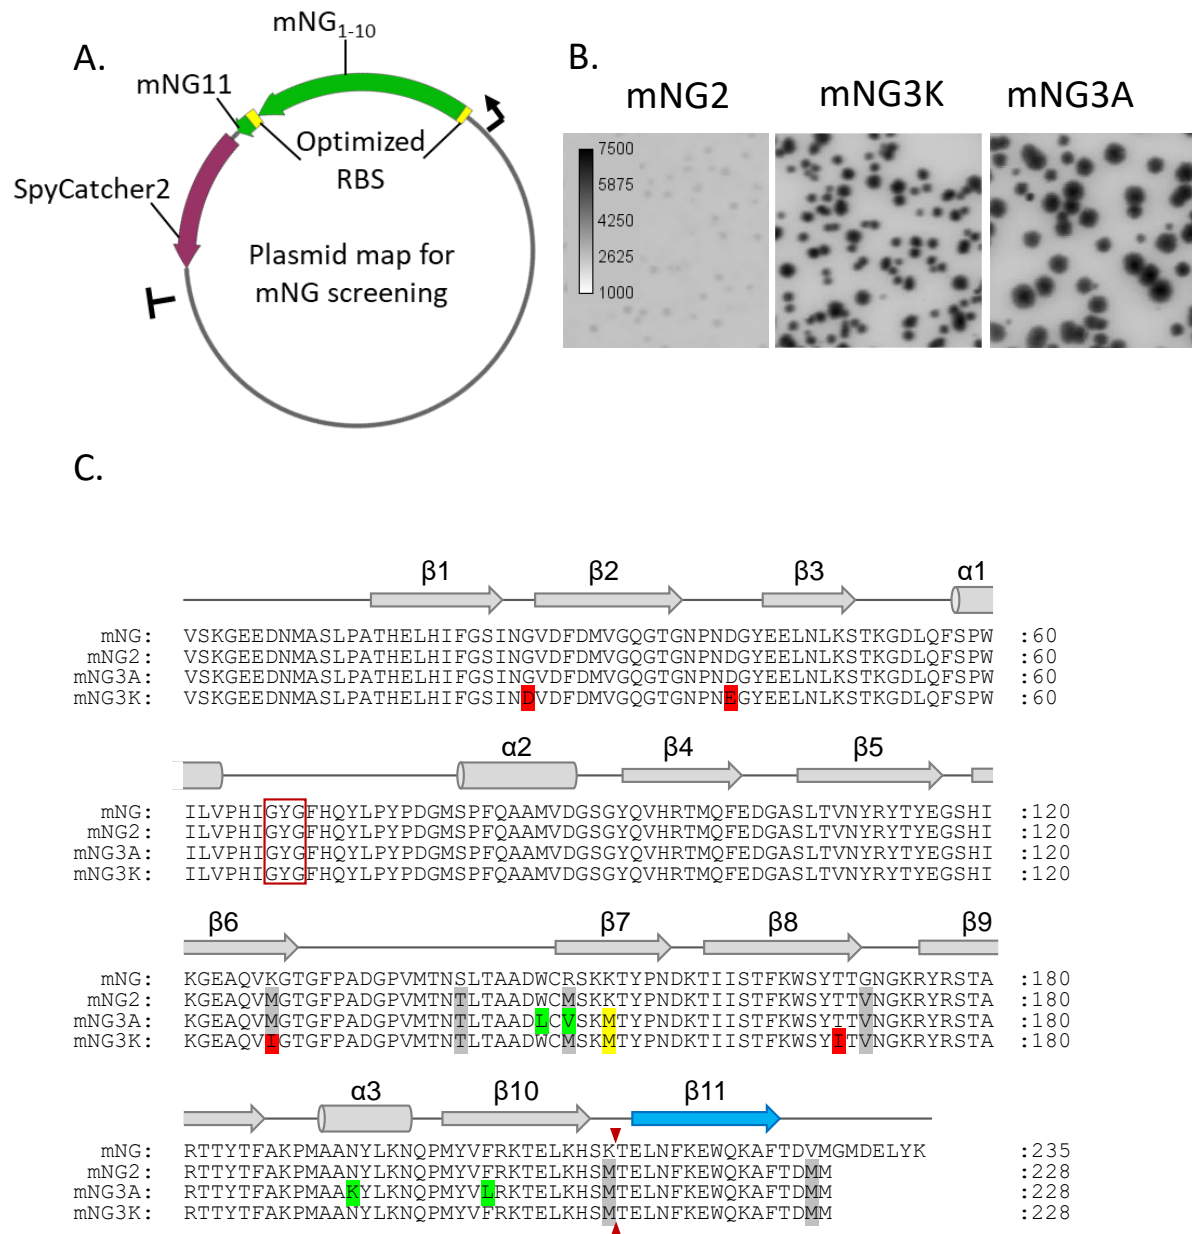 A.
mNG1-10
mNG11
Optimized
RBS
SpyCatcher2
Plasmid map for
mNG screening
B.
mNG2
mNG3K
mNG3A
7500
5875
4250
2625
1000
C.
β1 β2 β3 α1
mNG: VSKGEEDNMASLPATHELHIFGSINGVDFDMVGQGTGNPNDGYEELNLKSTKGDLQFSPW :60
mNG2: VSKGEEDNMASLPATHELHIFGSINGVDFDMVGQGTGNPNDGYEELNLKSTKGDLQFSPW :60
mNG3A: VSKGEEDNMASLPATHELHIFGSINGVDFDMVGQGTGNPNDGYEELNLKSTKGDLQFSPW :60
mNG3K: VSKGEEDNMASLPATHELHIFGSINDVDFDMVGQGTGNPNEGYEELNLKSTKGDLQFSPW :60
α2 β4 β5
mNG: ILVPHIGYGFHQYLPYPDGMSPFQAAMVDGSGYQVHRTMQFEDGASLTVNYRYTYEGSHI :120
mNG2: ILVPHIGYGFHQYLPYPDGMSPFQAAMVDGSGYQVHRTMQFEDGASLTVNYRYTYEGSHI :120
mNG3A: ILVPHIGYGFHQYLPYPDGMSPFQAAMVDGSGYQVHRTMQFEDGASLTVNYRYTYEGSHI :120
mNG3K: ILVPHIGYGFHQYLPYPDGMSPFQAAMVDGSGYQVHRTMQFEDGASLTVNYRYTYEGSHI :120
β6 β7 β8 β9
mNG: KGEAQVKGTGFPADGPVMTNSLTAADWCRSKKTYPNDKTIISTFKWSYTTGNGKRYRSTA :180
mNG2: KGEAQVMGTGFPADGPVMTNTLTAADWCMSKKTYPNDKTIISTFKWSYTTVNGKRYRSTA :180
mNG3A: KGEAQVMGTGFPADGPVMTNTLTAADLCVSKMTYPNDKTIISTFKWSYTTVNGKRYRSTA :180
mNG3K: KGEAQVIGTGFPADGPVMTNTLTAADWCMSKMTYPNDKTIISTFKWSYITVNGKRYRSTA :180
α3 β10 β11
mNG: RTTYTFAKPMAANYLKNQPMYVFRKTELKHSKTELNFKEWQKAFTDVMGMDELYK :235
mNG2: RTTYTFAKPMAANYLKNQPMYVFRKTELKHSMTELNFKEWQKAFTDMM :228
mNG3A: RTTYTFAKPMAAKYLKNQPMYVLRKTELKHSMTELNFKEWQKAFTDMM :228
mNG3K: RTTYTFAKPMAANYLKNQPMYVFRKTELKHSMTELNFKEWQKAFTDMM :228